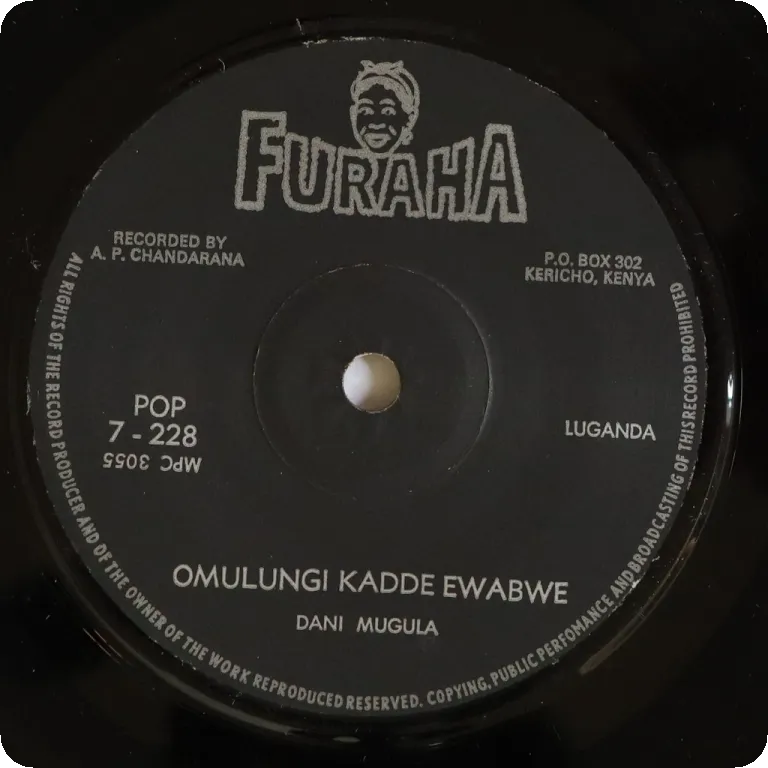 FURAHA
RECORDED BY
A. P. CHANDARANA
P.O. BOX 302
KERICHO, KENYA
POP
7 - 228
MPC 3055
LUGANDA
OMULUNGI KADDE EWABWE
DANI MUGULA
ALL RIGHTS OF THE RECORD PRODUCER AND OF THE OWNER OF THE WORK REPRODUCED RESERVED. COPYING, PUBLIC PERFOMANCE AND BROADCASTING OF THIS RECORD PROHIBITED